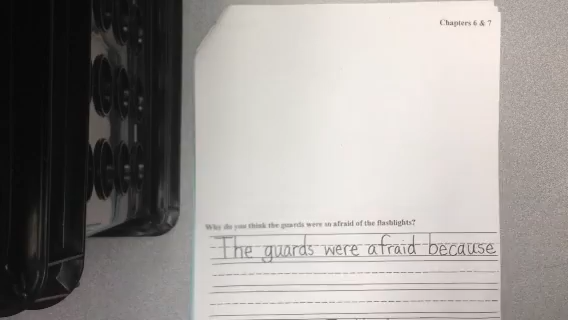 Chapters 6 & 7
Why do you think the guards were so afraid of the flashlights?
The guards were afraid because